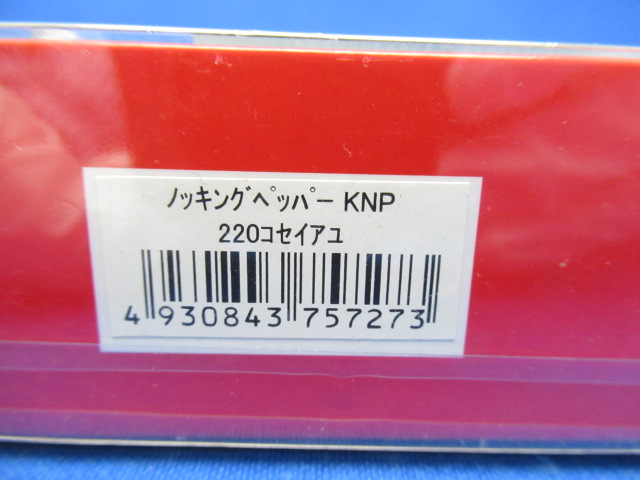 ﾉｯｷﾝｸﾞﾍﾟｯﾊﾟｰ KNP
220ｺｾｲｱﾕ
4 930843 757273